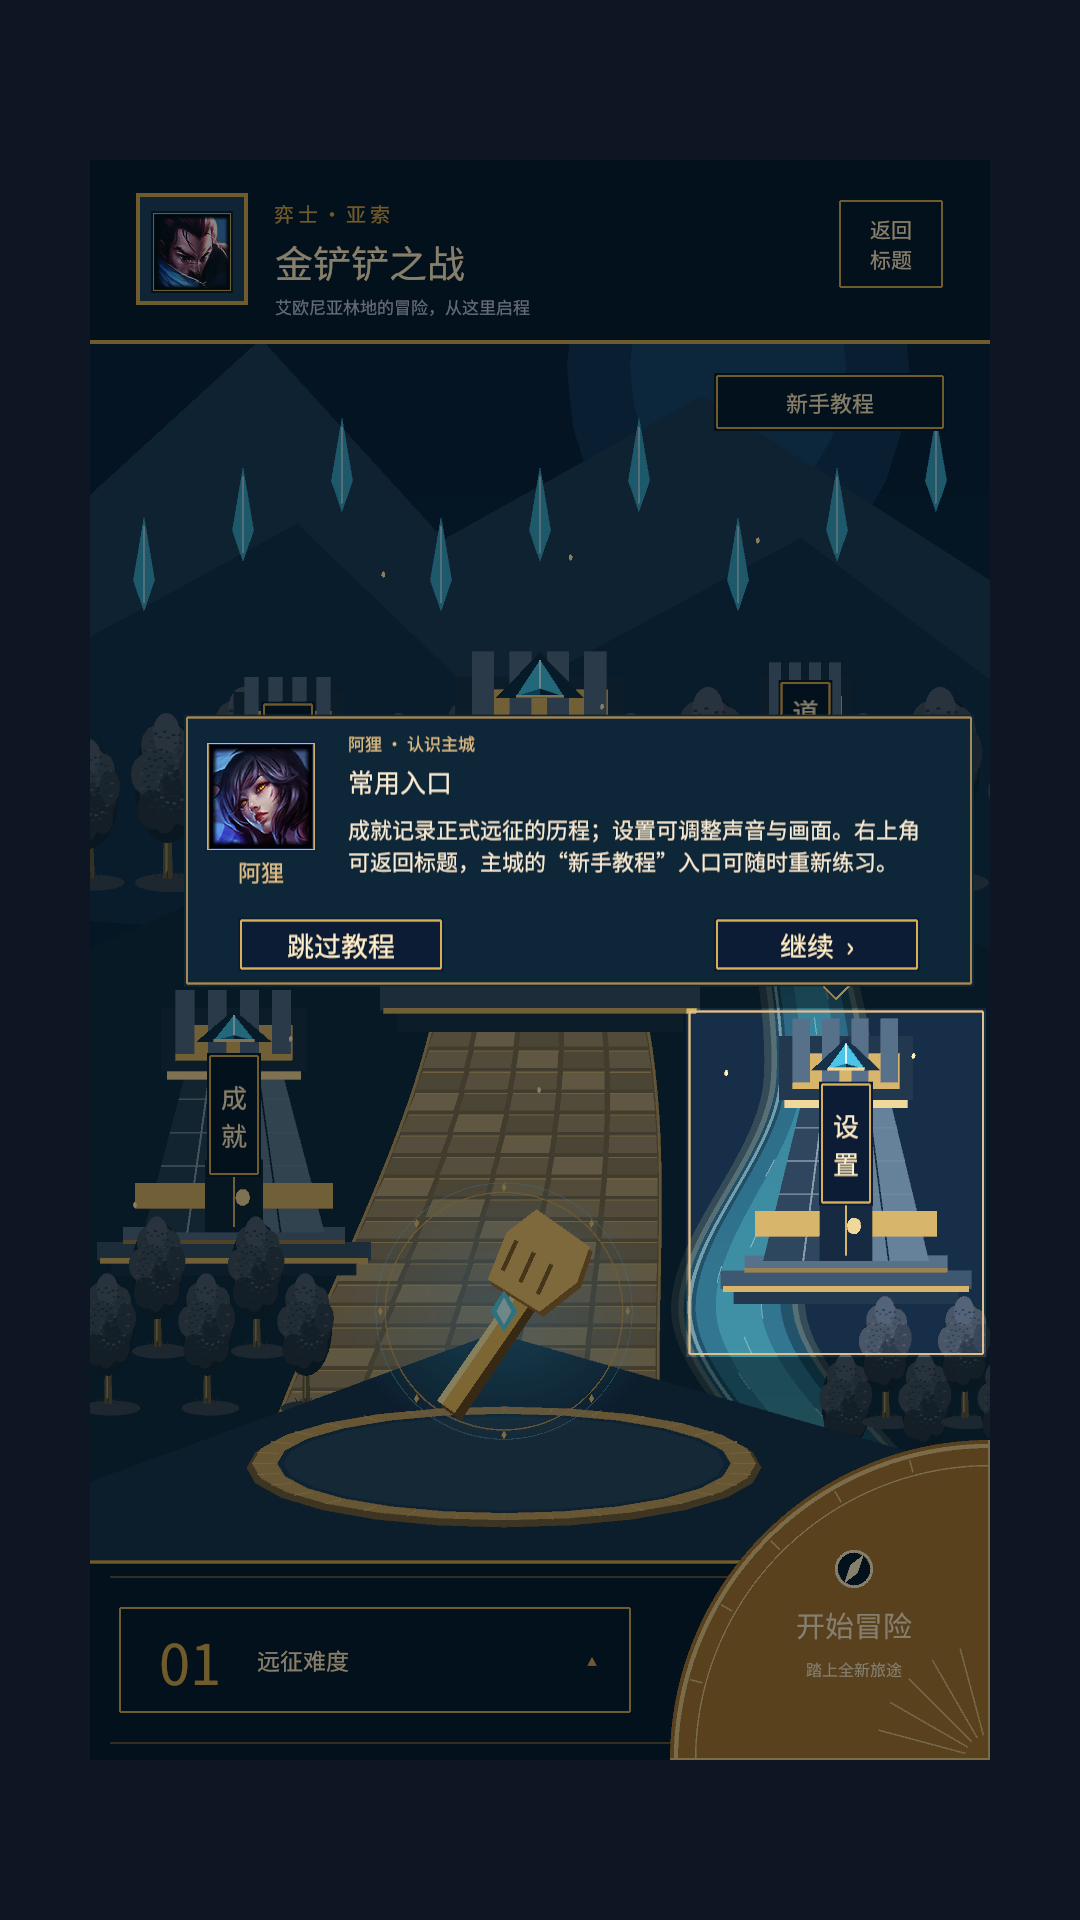 弈士·亚索
金铲铲之战
艾欧尼亚林地的冒险，从这里启程
返回
标题
新手教程
道
阿狸·认识主城
常用入口
成就记录正式远征的历程；设置可调整声音与画面。右上角
可返回标题，主城的“新手教程”入口可随时重新练习。
阿狸
跳过教程
继续 ›
成就
设置
开始冒险
踏上全新旅途
01 远征难度 ▲